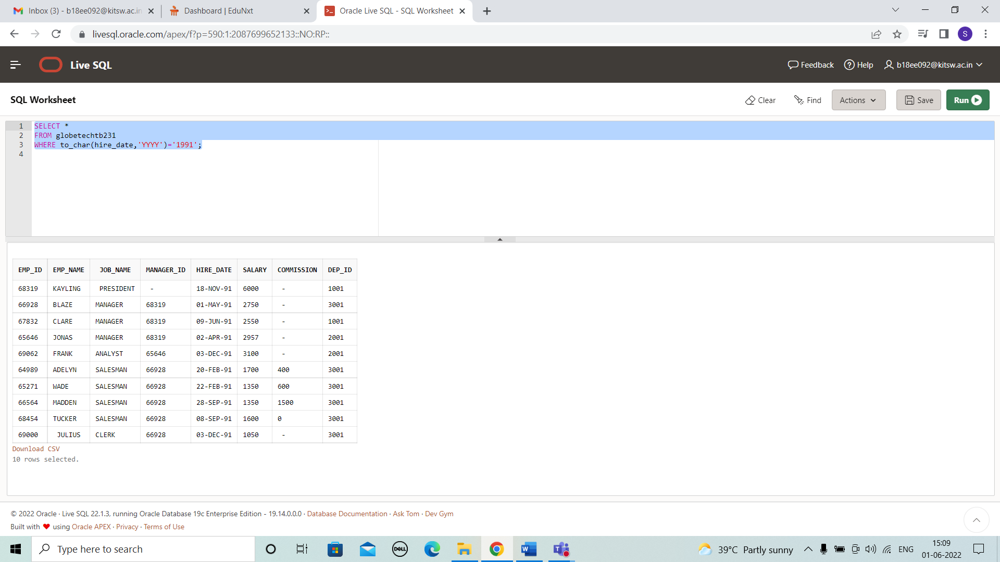 Inbox (3) - b18ee092@kitsw.ac.in
Dashboard | EduNxt
Oracle Live SQL - SQL Worksheet
livesql.oracle.com/apex/f?p=590:1:2087699652133::NO:RP::
S
Live SQL
Feedback
Help
b18ee092@kitsw.ac.in
SQL Worksheet
Clear
Find
Actions
Save
Run
1 SELECT *
2 FROM globetechtb231
3 WHERE to_char(hire_date,'YYYY')='1991';
4
EMP_ID EMP_NAME JOB_NAME MANAGER_ID HIRE_DATE SALARY COMMISSION DEP_ID
68319 KAYLING PRESIDENT - 18-NOV-91 6000 - 1001
66928 BLAZE MANAGER 68319 01-MAY-91 2750 - 3001
67832 CLARE MANAGER 68319 09-JUN-91 2550 - 1001
65646 JONAS MANAGER 68319 02-APR-91 2957 - 2001
69062 FRANK ANALYST 65646 03-DEC-91 3100 - 2001
64989 ADELYN SALESMAN 66928 20-FEB-91 1700 400 3001
65271 WADE SALESMAN 66928 22-FEB-91 1350 600 3001
66564 MADDEN SALESMAN 66928 28-SEP-91 1350 1500 3001
68454 TUCKER SALESMAN 66928 08-SEP-91 1600 0 3001
69000 JULIUS CLERK 66928 03-DEC-91 1050 - 3001
Download CSV
10 rows selected.
© 2022 Oracle · Live SQL 22.1.3, running Oracle Database 19c Enterprise Edition - 19.14.0.0.0 · Database Documentation · Ask Tom · Dev Gym
Built with ♥ using Oracle APEX · Privacy · Terms of Use
Type here to search
DELL
W
T
39°C Partly sunny
ENG
15:09
01-06-2022